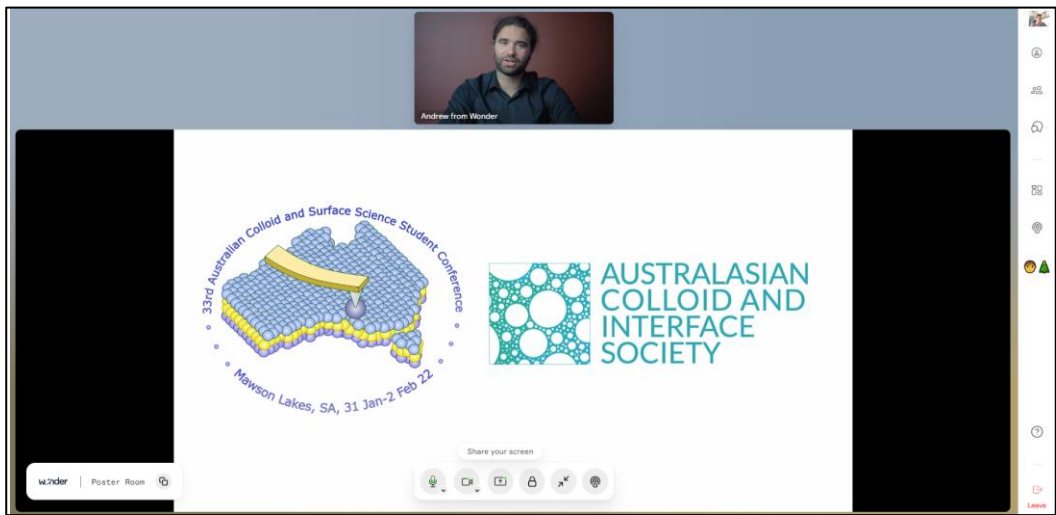 Andrew from Wonder
33rd Australian Colloid and Surface Science Student Conference
Mawson Lakes, SA, 31 Jan-2 Feb 22
AUSTRALASIAN
COLLOID AND
INTERFACE
SOCIETY
Share your screen
wonder
Poster Room
Leave